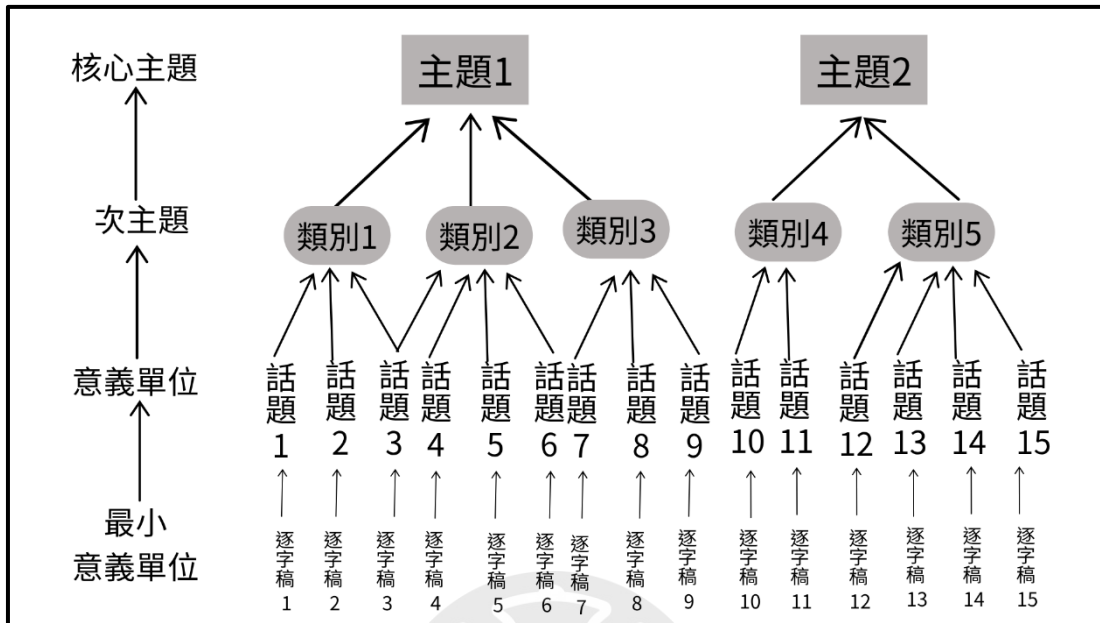 核心主題
主題1
主題2
次主題
類別1
類別2
類別3
類別4
類別5
意義單位
話題1
話題2
話題3
話題4
話題5
話題6
話題7
話題8
話題9
話題10
話題11
話題12
話題13
話題14
話題15
最小
意義單位
逐字稿1
逐字稿2
逐字稿3
逐字稿4
逐字稿5
逐字稿6
逐字稿7
逐字稿8
逐字稿9
逐字稿10
逐字稿11
逐字稿12
逐字稿13
逐字稿14
逐字稿15